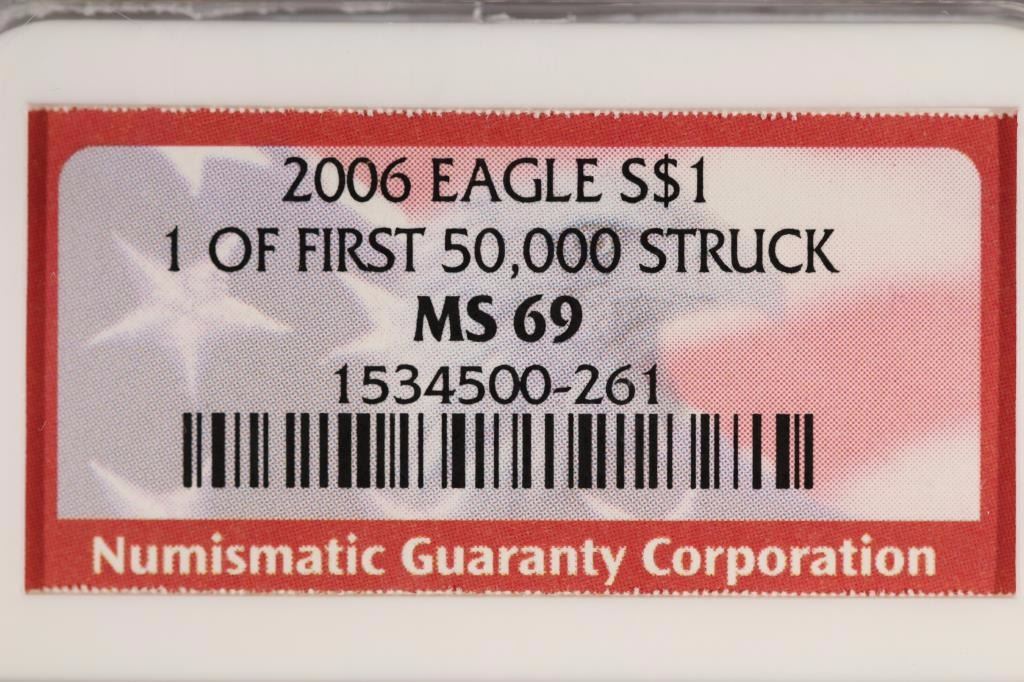 2006 EAGLE S$1
1 OF FIRST 50,000 STRUCK
MS 69
1534500-261
Numismatic Guaranty Corporation